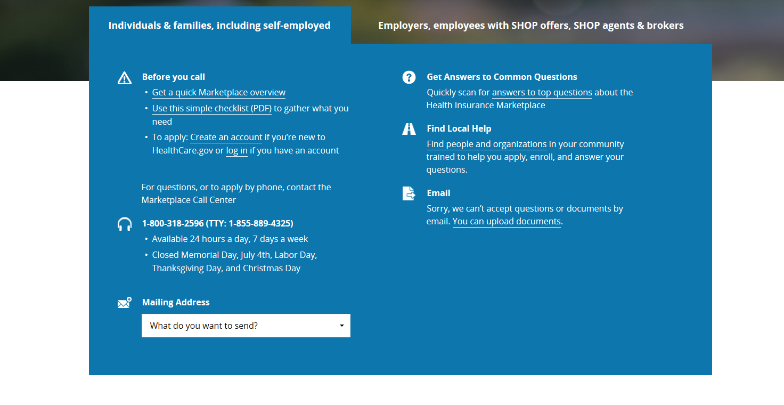 Individuals & families, including self-employed
Employers, employees with SHOP offers, SHOP agents & brokers
Before you call
• Get a quick Marketplace overview
• Use this simple checklist (PDF) to gather what you
need
• To apply: Create an account if you're new to
HealthCare.gov or log in if you have an account
For questions, or to apply by phone, contact the
Marketplace Call Center
1-800-318-2596 (TTY: 1-855-889-4325)
• Available 24 hours a day, 7 days a week
• Closed Memorial Day, July 4th, Labor Day,
Thanksgiving Day, and Christmas Day
Mailing Address
What do you want to send?
Get Answers to Common Questions
Quickly scan for answers to top questions about the
Health Insurance Marketplace
Find Local Help
Find people and organizations in your community
trained to help you apply, enroll, and answer your
questions.
Email
Sorry, we can't accept questions or documents by
email. You can upload documents.